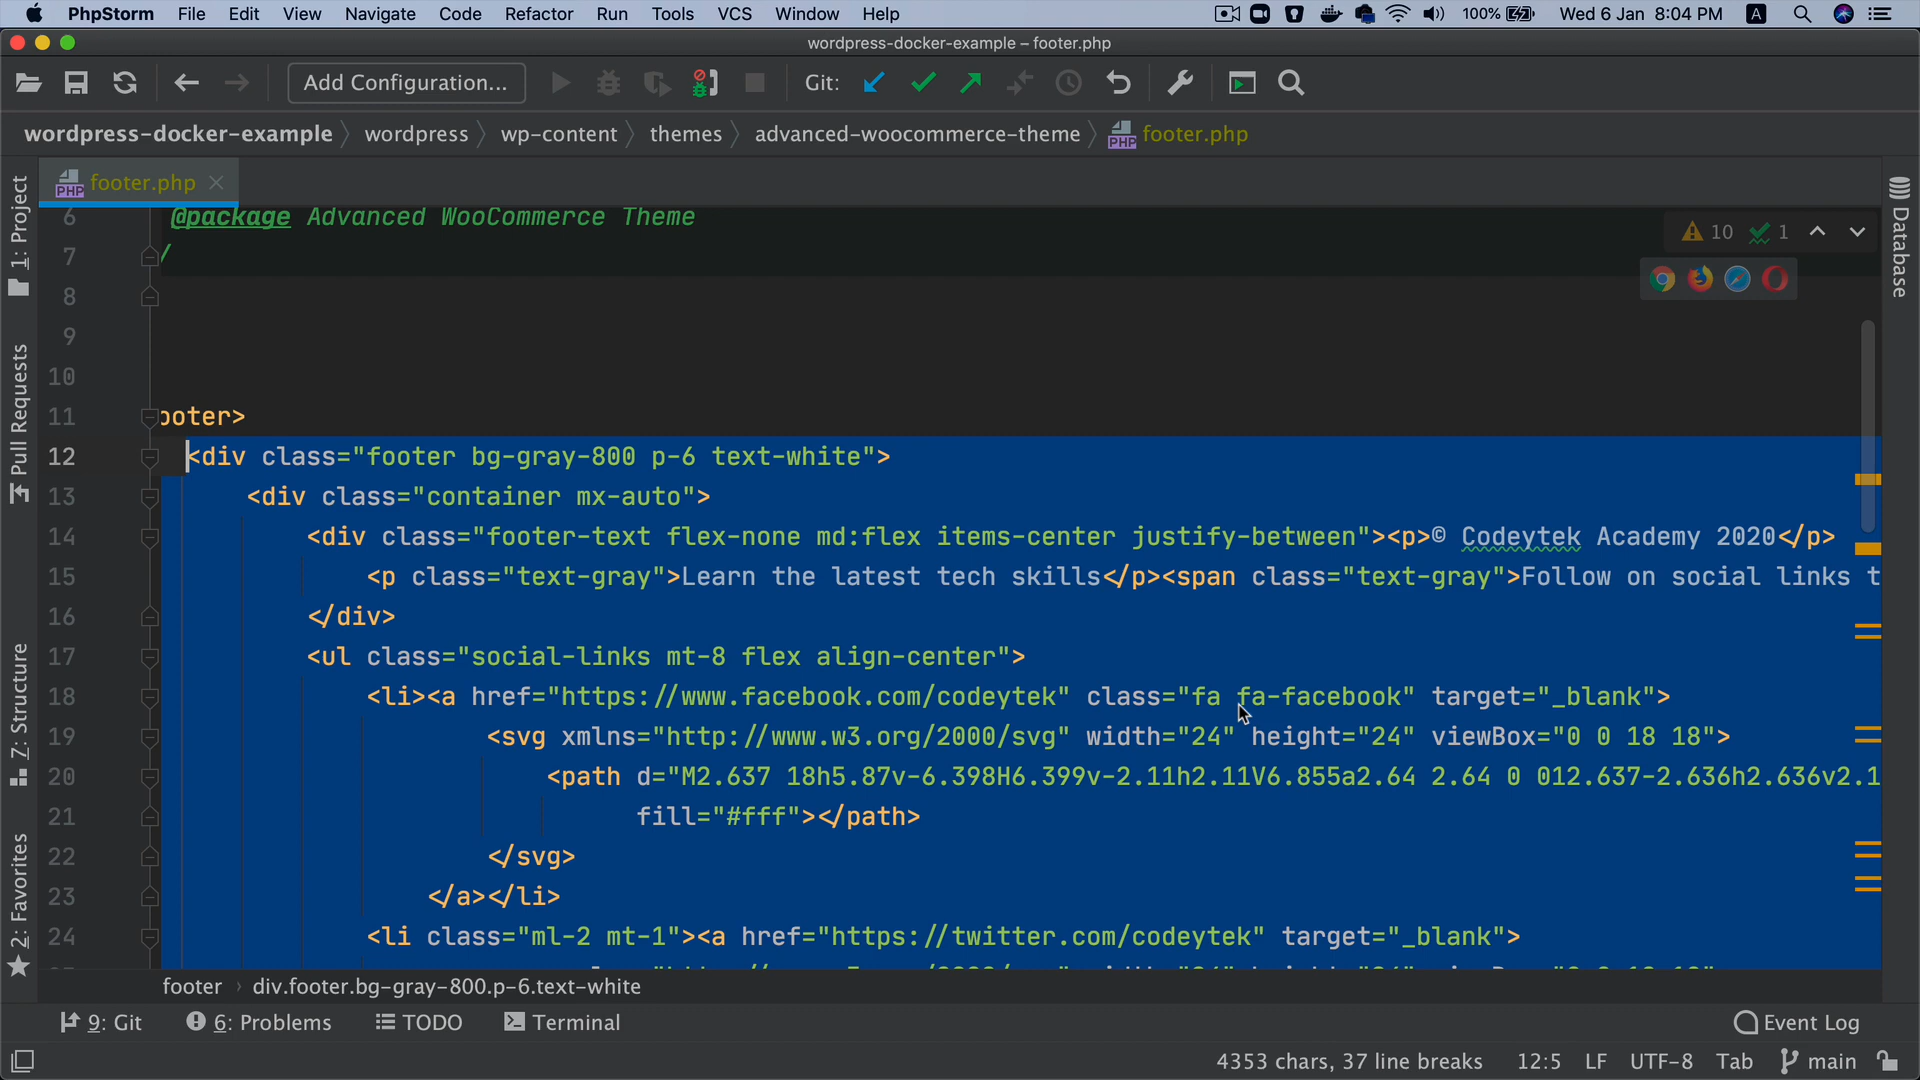 PhpStorm File Edit View Navigate Code Refactor Run Tools VCS Window Help 100% Wed 6 Jan 8:04 PM A
wordpress-docker-example – footer.php
Add Configuration... Git:
wordpress-docker-example wordpress wp-content themes advanced-woocommerce-theme PHP footer.php
PHP footer.php
1: Project
Pull Requests
Z: Structure
2: Favorites
Database
6 @package Advanced WooCommerce Theme
10 1
7 /
8
9
10
11 ooter>
12 <div class="footer bg-gray-800 p-6 text-white">
13 <div class="container mx-auto">
14 <div class="footer-text flex-none md:flex items-center justify-between"><p>© Codeytek Academy 2020</p>
15 <p class="text-gray">Learn the latest tech skills</p><span class="text-gray">Follow on social links t
16 </div>
17 <ul class="social-links mt-8 flex align-center">
18 <li><a href="https://www.facebook.com/codeytek" class="fa fa-facebook" target="_blank">
19 <svg xmlns="http://www.w3.org/2000/svg" width="24" height="24" viewBox="0 0 18 18">
20 <path d="M2.637 18h5.87v-6.398H6.399v-2.11h2.11V6.855a2.64 2.64 0 012.637-2.636h2.636v2.1
21 fill="#fff"></path>
22 </svg>
23 </a></li>
24 <li class="ml-2 mt-1"><a href="https://twitter.com/codeytek" target="_blank">
footer › div.footer.bg-gray-800.p-6.text-white
9: Git 6: Problems TODO Terminal Event Log
4353 chars, 37 line breaks 12:5 LF UTF-8 Tab main